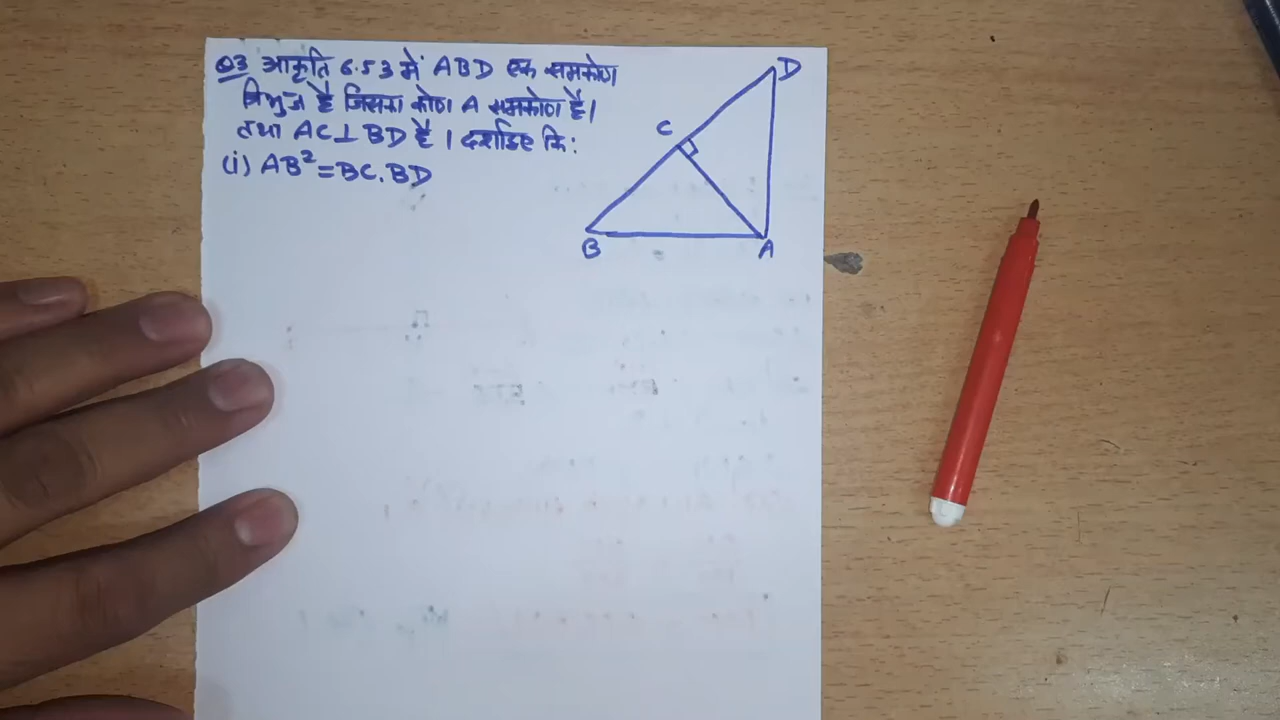 Q3 आकृति 6.53 में ABD एक समकोण
त्रिभुज है जिसका कोण A समकोण है।
तथा AC⊥BD है। दर्शाइए कि:
(i) AB²=BC.BD
D
C
B
A